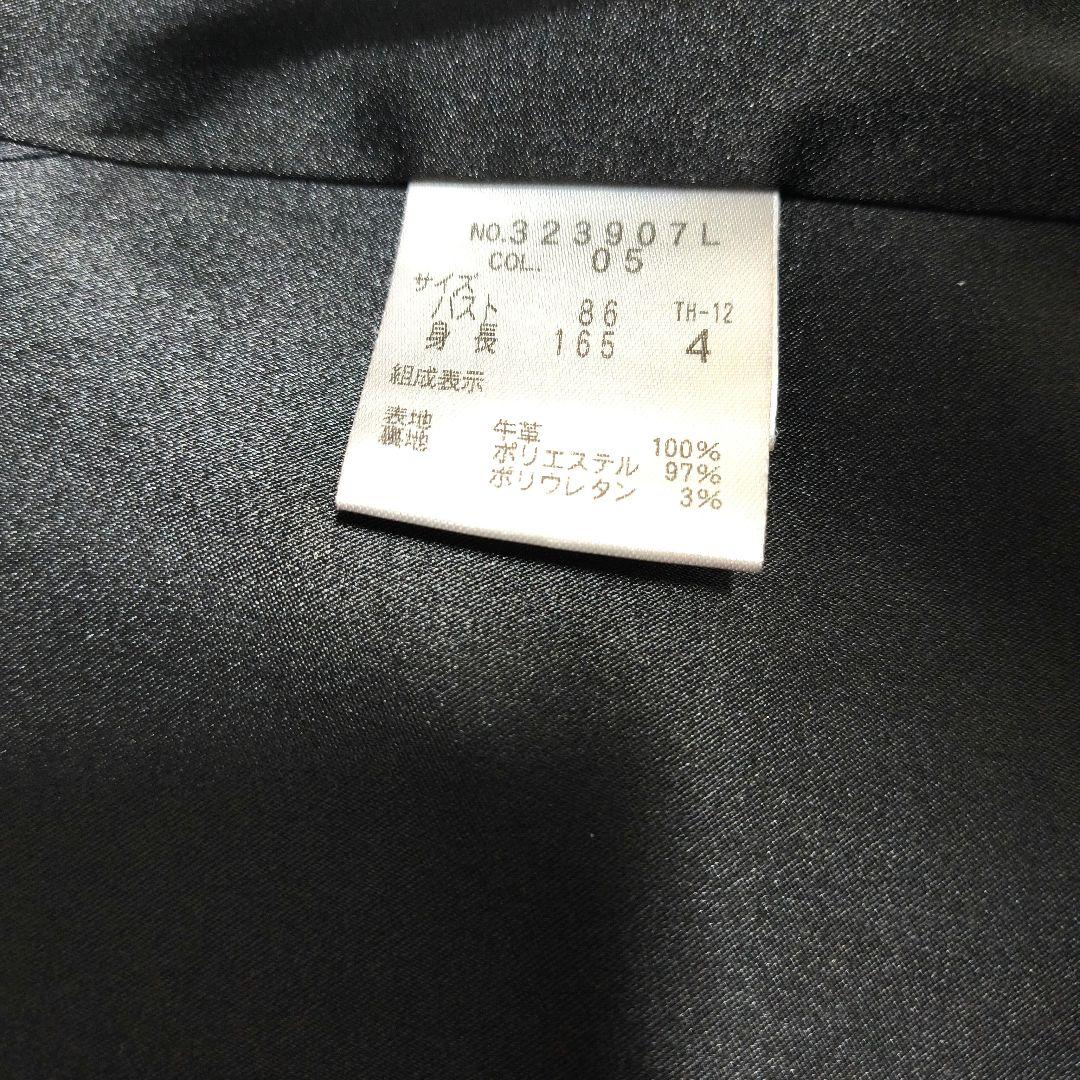 NO.323907L
COL. 05
サイズ
バスト 86 TH-12
身長 165 4
組成表示
表地 牛革 100%
裏地 ポリエステル 97%
ポリウレタン 3%